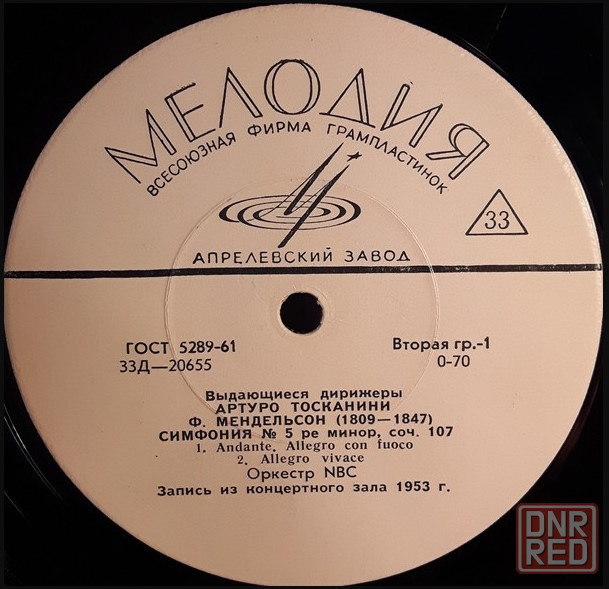 МЕЛОДИЯ
ВСЕСОЮЗНАЯ ФИРМА ГРАМПЛАСТИНОК
33
АПРЕЛЕВСКИЙ ЗАВОД
ГОСТ 5289-61 Вторая гр.-1
33Д—20655 0-70
Выдающиеся дирижеры
АРТУРО ТОСКАНИНИ
Ф. МЕНДЕЛЬСОН (1809—1847)
СИМФОНИЯ № 5 ре минор, соч. 107
1. Andante. Allegro con fuoco
2. Allegro vivace
Оркестр NBC
Запись из концертного зала 1953 г.
DNR
RED